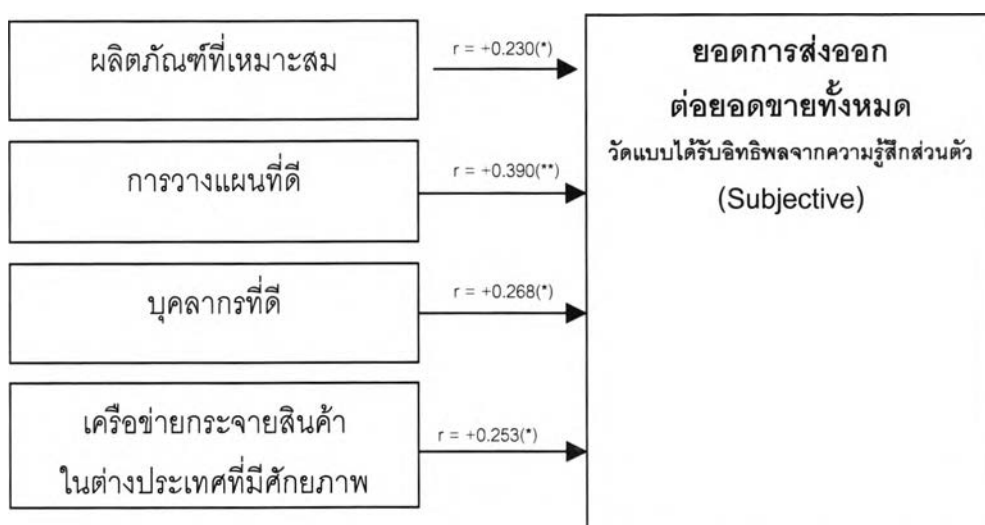 ผลิตภัณฑ์ที่เหมาะสม
r = +0.230(*)
การวางแผนที่ดี
r = +0.390(**)
บุคลากรที่ดี
r = +0.268(*)
เครือข่ายกระจายสินค้า
ในต่างประเทศที่มีศักยภาพ
r = +0.253(*)
ยอดการส่งออก
ต่อยอดขายทั้งหมด
วัดแบบได้รับอิทธิพลจากความรู้สึกส่วนตัว
(Subjective)